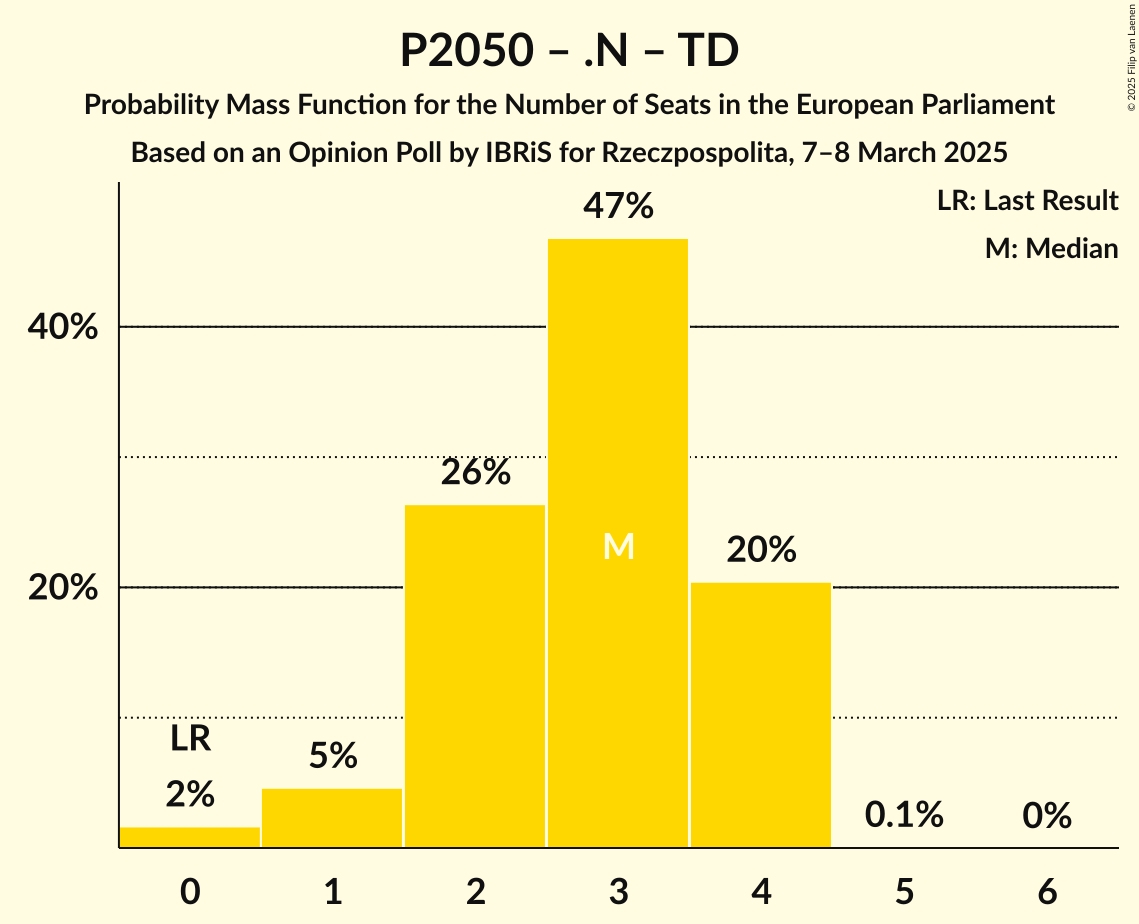 P2050 – .N – TD
Probability Mass Function for the Number of Seats in the European Parliament
Based on an Opinion Poll by IBRiS for Rzeczpospolita, 7–8 March 2025
© 2025 Filip van Laenen
LR: Last Result
M: Median
47%
40%
26%
M
20%
20%
LR
5%
2%
0.1%
0%
0 1 2 3 4 5 6